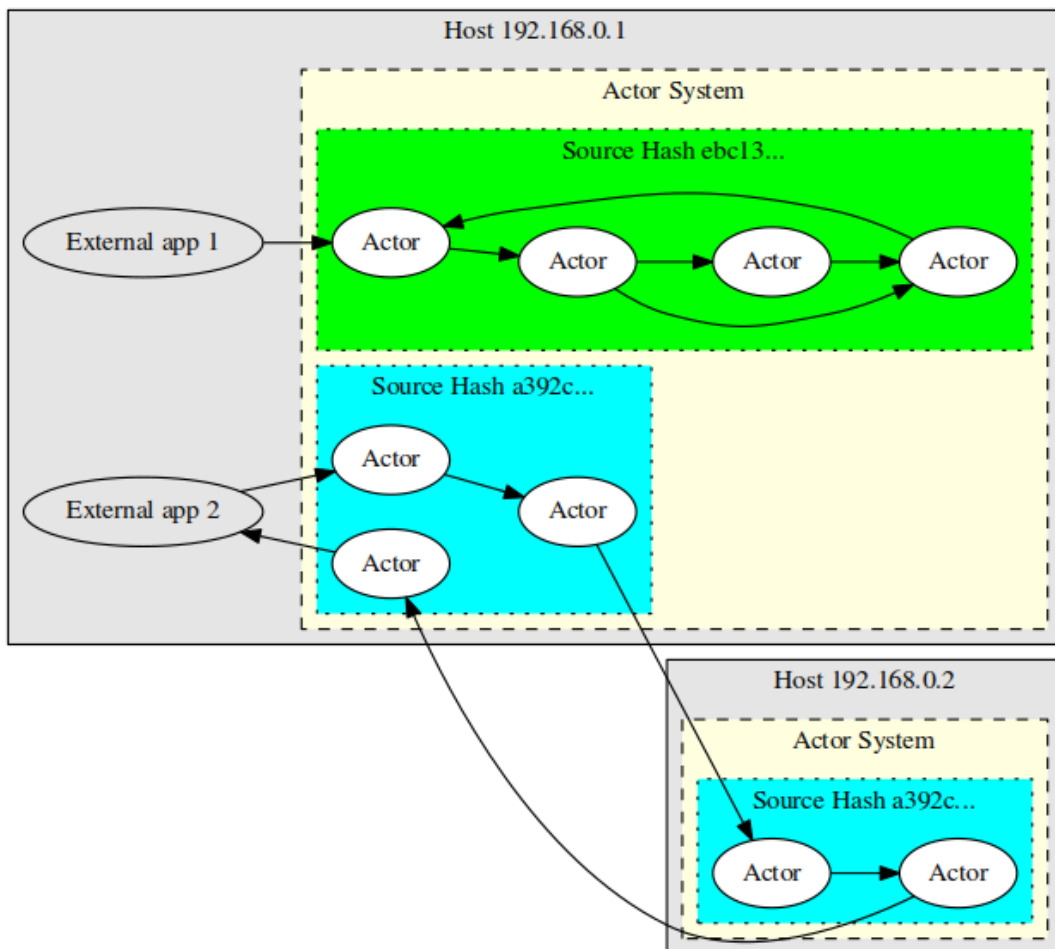 Host 192.168.0.1
Actor System
Source Hash ebc13...
External app 1
Actor
Actor
Actor
Actor
Source Hash a392c...
Actor
External app 2
Actor
Actor
Host 192.168.0.2
Actor System
Source Hash a392c...
Actor
Actor